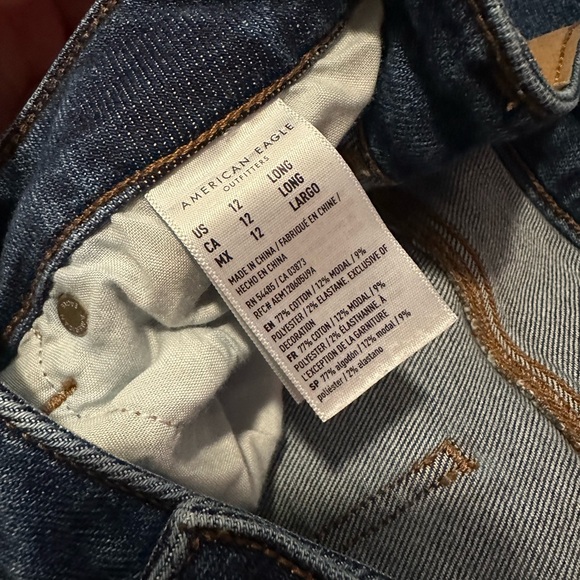 AMERICAN EAGLE
OUTFITTERS
US 12 LONG
CA 12 LONG
MX 12 LARGO
MADE IN CHINA / FABRIQUÉ EN CHINE /
HECHO EN CHINA
RN 54485 / CA 03873
RFC# AEM1206059A
EN 77% COTTON / 12% MODAL / 9%
POLYESTER / 2% ELASTANE. EXCLUSIVE OF
DECORATION
FR 77% COTON / 12% MODAL / 9%
POLYESTER / 2% ÉLASTHANNE À
L'EXCEPTION DE LA GARNITURE
SP 77% algodón / 12% modal / 9%
poliéster / 2% elastano